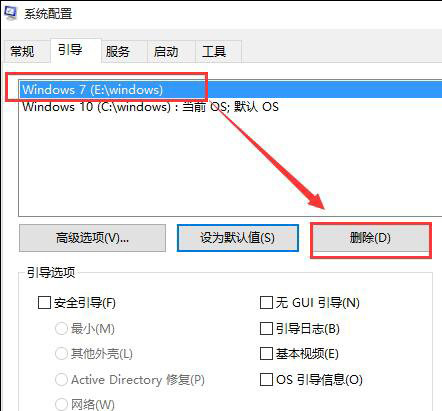 系统配置
常规 引导 服务 启动 工具
Windows 7 (E:\windows)
Windows 10 (C:\windows) : 当前 OS; 默认 OS
高级选项(V)... 设为默认值(S) 删除(D)
引导选项
安全引导(F) 无 GUI 引导(N)
最小(M) 引导日志(B)
其他外壳(L) 基本视频(E)
Active Directory 修复(P) OS 引导信息(O)
网络(W)